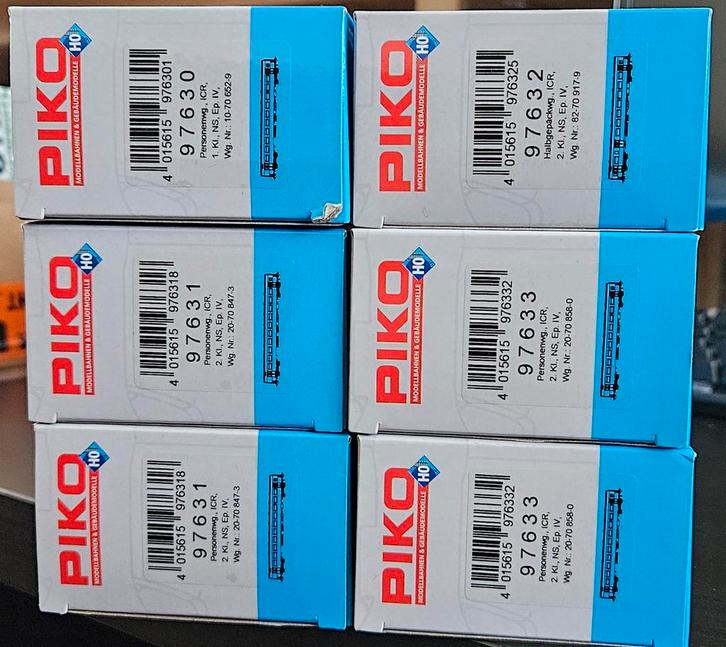 PIKO
HO
MODELLBAHNEN & GEBÄUDEMODELLE
4 015615 976301
97630
Personenwg., ICR,
1. Kl., NS, Ep. IV,
Wg. Nr.: 10-70 652-9
PIKO
HO
MODELLBAHNEN & GEBÄUDEMODELLE
4 015615 976325
97632
Halbgepäckwg., ICR,
2. Kl., NS, Ep. IV,
Wg. Nr.: 82-70 917-9
PIKO
HO
MODELLBAHNEN & GEBÄUDEMODELLE
4 015615 976318
97631
Personenwg., ICR,
2. Kl., NS, Ep. IV,
Wg. Nr.: 20-70 847-3
PIKO
HO
MODELLBAHNEN & GEBÄUDEMODELLE
4 015615 976332
97633
Personenwg., ICR,
2. Kl., NS, Ep. IV,
Wg. Nr.: 20-70 858-0
PIKO
HO
MODELLBAHNEN & GEBÄUDEMODELLE
4 015615 976318
97631
Personenwg., ICR,
2. Kl., NS, Ep. IV,
Wg. Nr.: 20-70 847-3
PIKO
HO
MODELLBAHNEN & GEBÄUDEMODELLE
4 015615 976332
97633
Personenwg., ICR,
2. Kl., NS, Ep. IV,
Wg. Nr.: 20-70 858-0